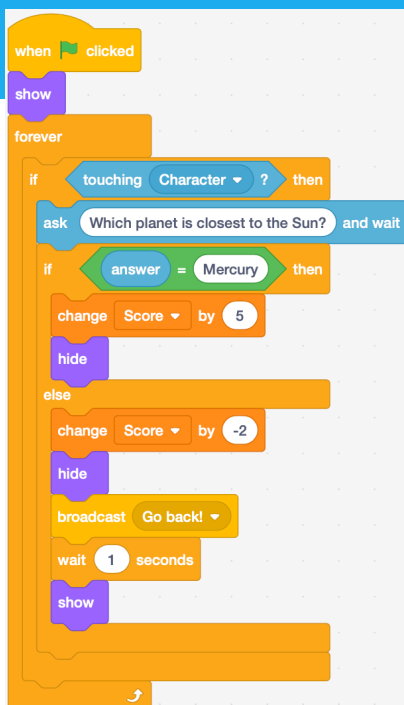 when clicked
show
forever
if touching Character ? then
ask Which planet is closest to the Sun? and wait
if answer = Mercury then
change Score by 5
hide
else
change Score by -2
hide
broadcast Go back!
wait 1 seconds
show